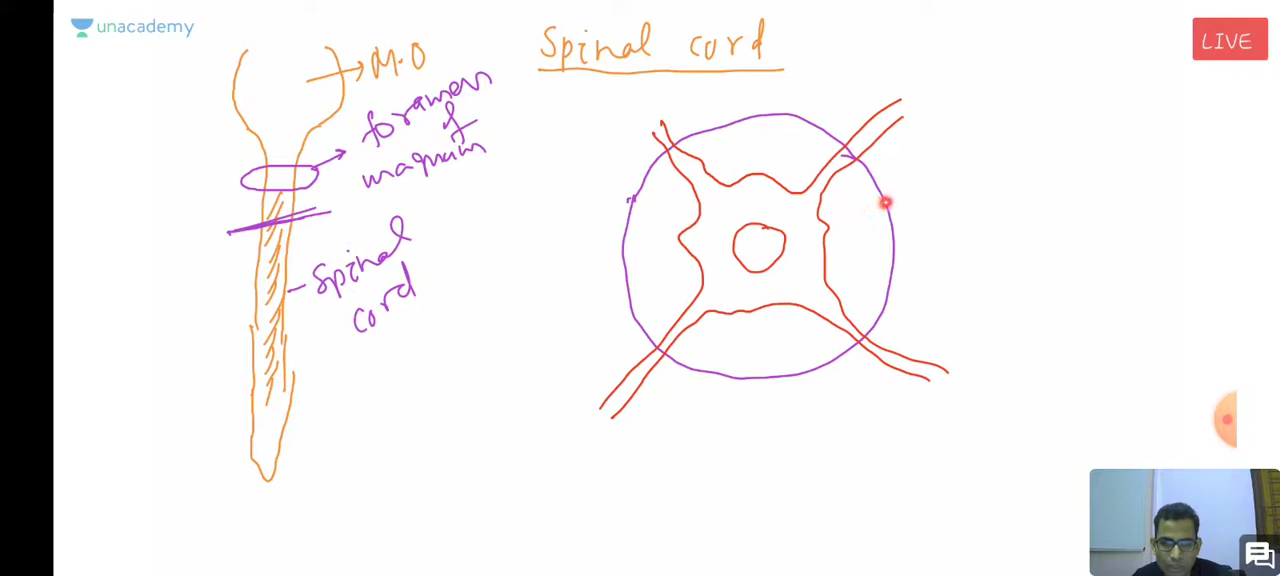 unacademy
Spinal cord
LIVE
M.O
foramen
of
magnum
Spinal
cord